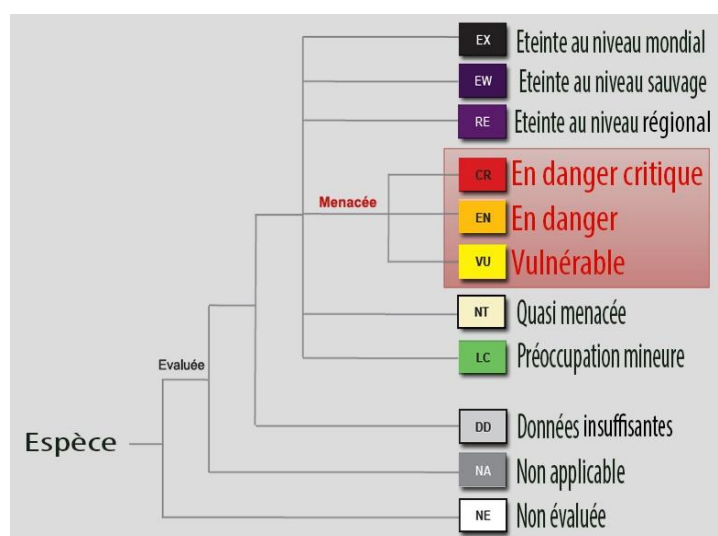 EX Eteinte au niveau mondial
EW Eteinte au niveau sauvage
RE Eteinte au niveau régional
CR En danger critique
Menacée
EN En danger
VU Vulnérable
NT Quasi menacée
LC Préoccupation mineure
Evaluée
DD Données insuffisantes
Espèce
NA Non applicable
NE Non évaluée